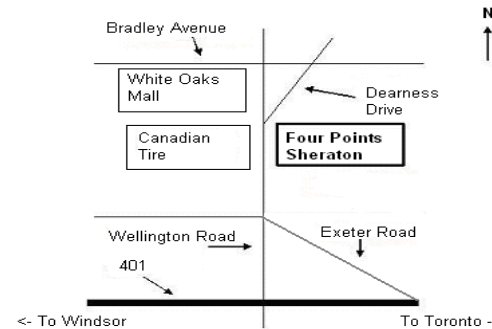 N
Bradley Avenue
White Oaks
Mall
Dearness
Drive
Canadian
Tire
Four Points
Sheraton
Wellington Road
Exeter Road
401
<- To Windsor
To Toronto -